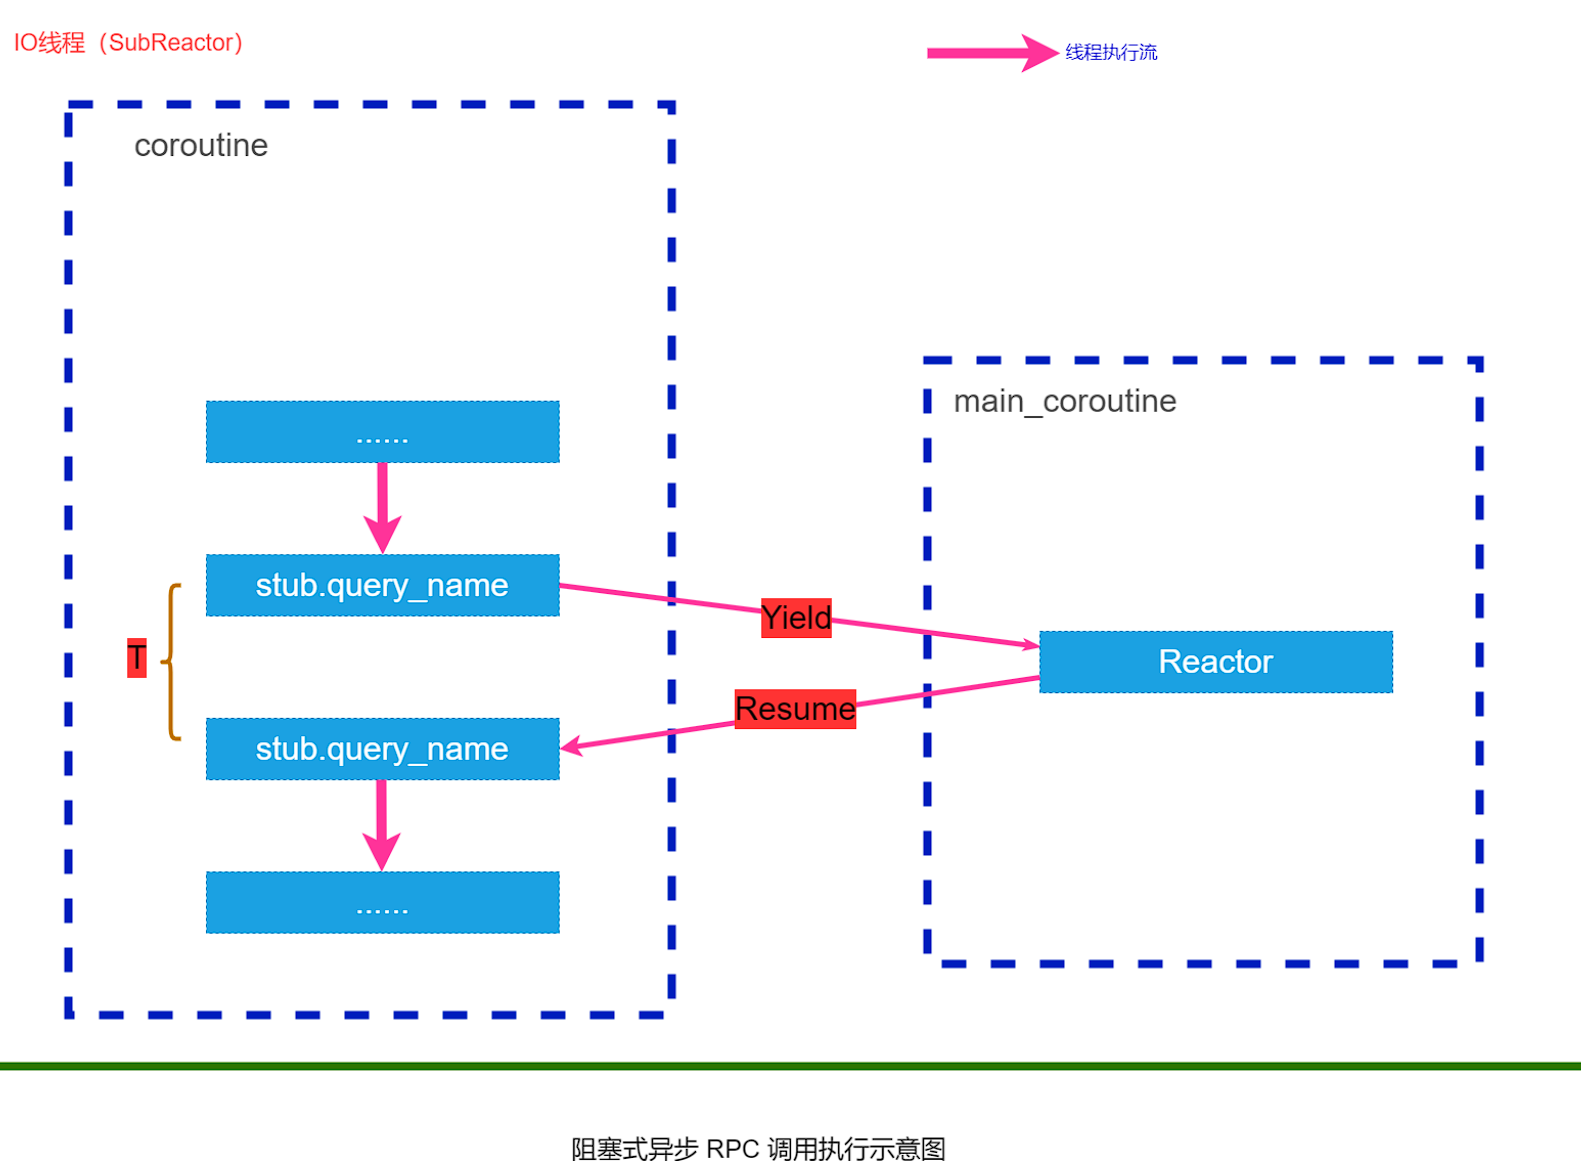 IO线程（SubReactor）
线程执行流
coroutine
main_coroutine
......
stub.query_name
Yield
T
Reactor
Resume
stub.query_name
......
阻塞式异步 RPC 调用执行示意图